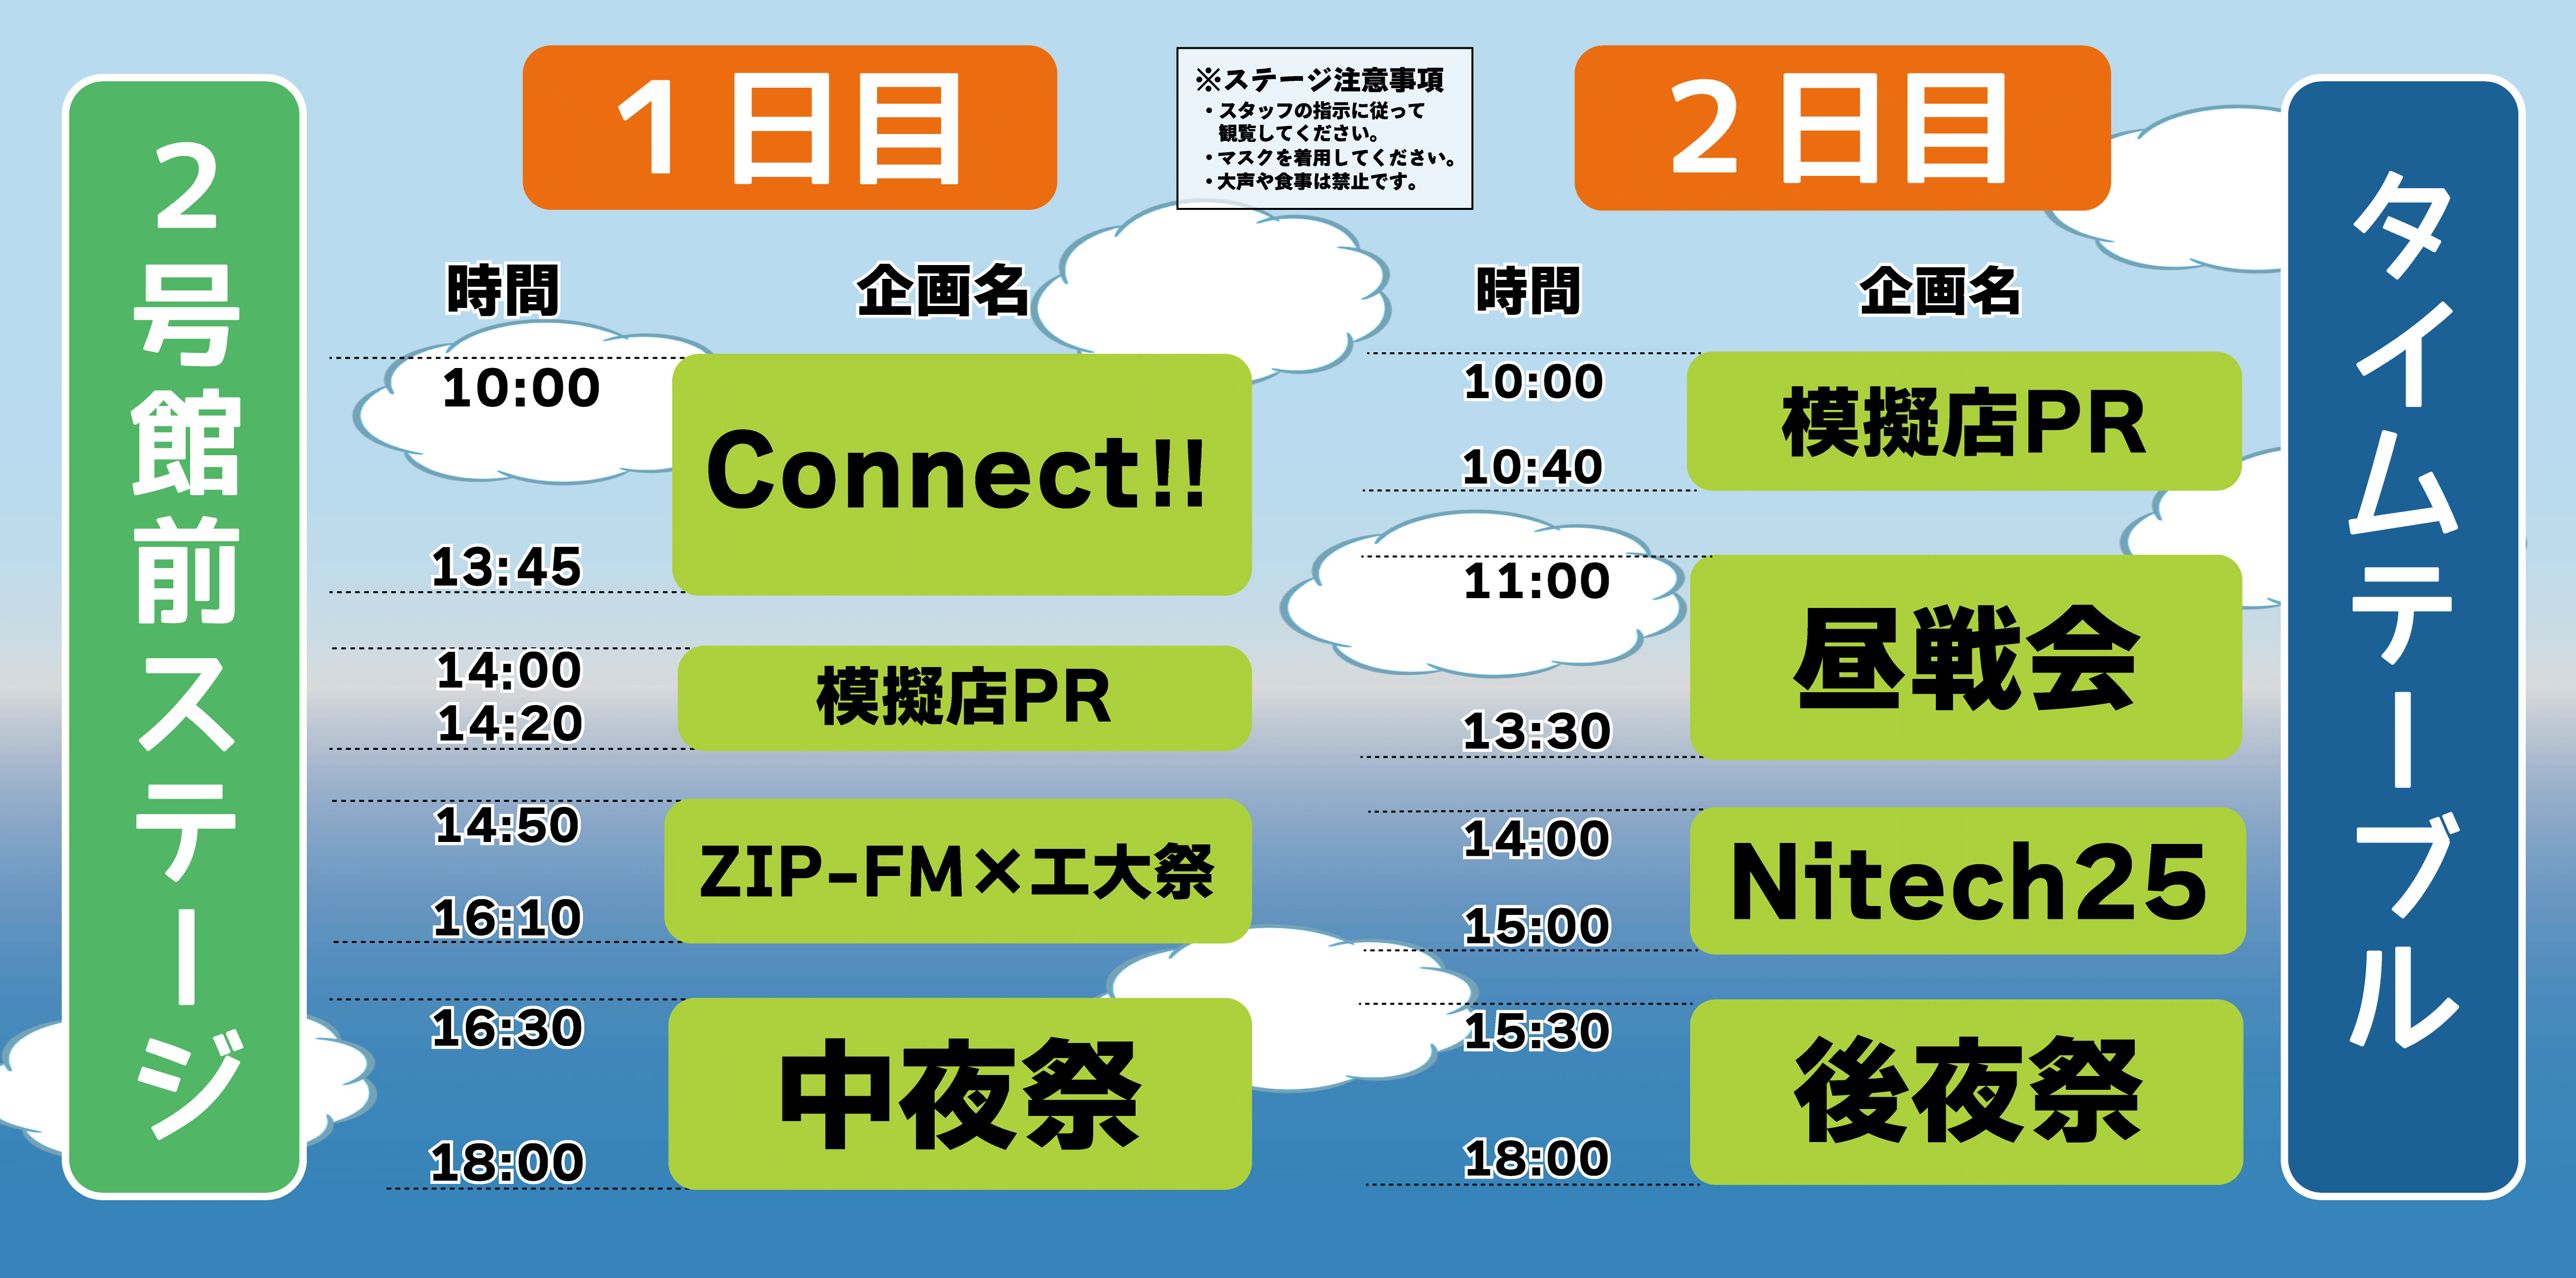 2号館前ステージ
1日目
時間
企画名
10:00
Connect!!
13:45
14:00
模擬店PR
14:20
14:50
ZIP-FM×工大祭
16:10
16:30
中夜祭
18:00
※ステージ注意事項
・スタッフの指示に従って
観覧してください。
・マスクを着用してください。
・大声や食事は禁止です。
2日目
時間
企画名
10:00
模擬店PR
10:40
11:00
昼戦会
13:30
14:00
Nitech25
15:00
15:30
後夜祭
18:00
タイムテーブル